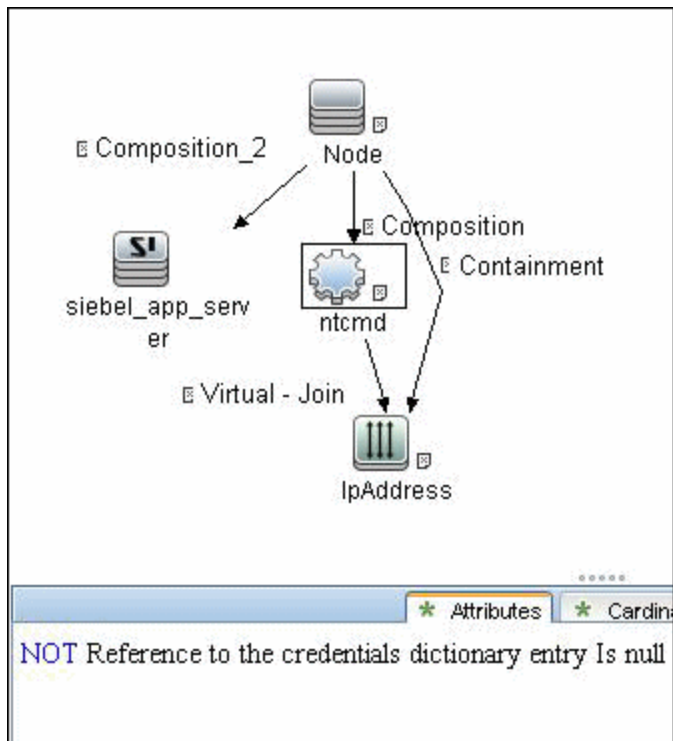 Composition_2
Node
Composition
Containment
siebel_app_serv
er
ntcmd
Virtual - Join
IpAddress
Attributes
NOT Reference to the credentials dictionary entry Is null